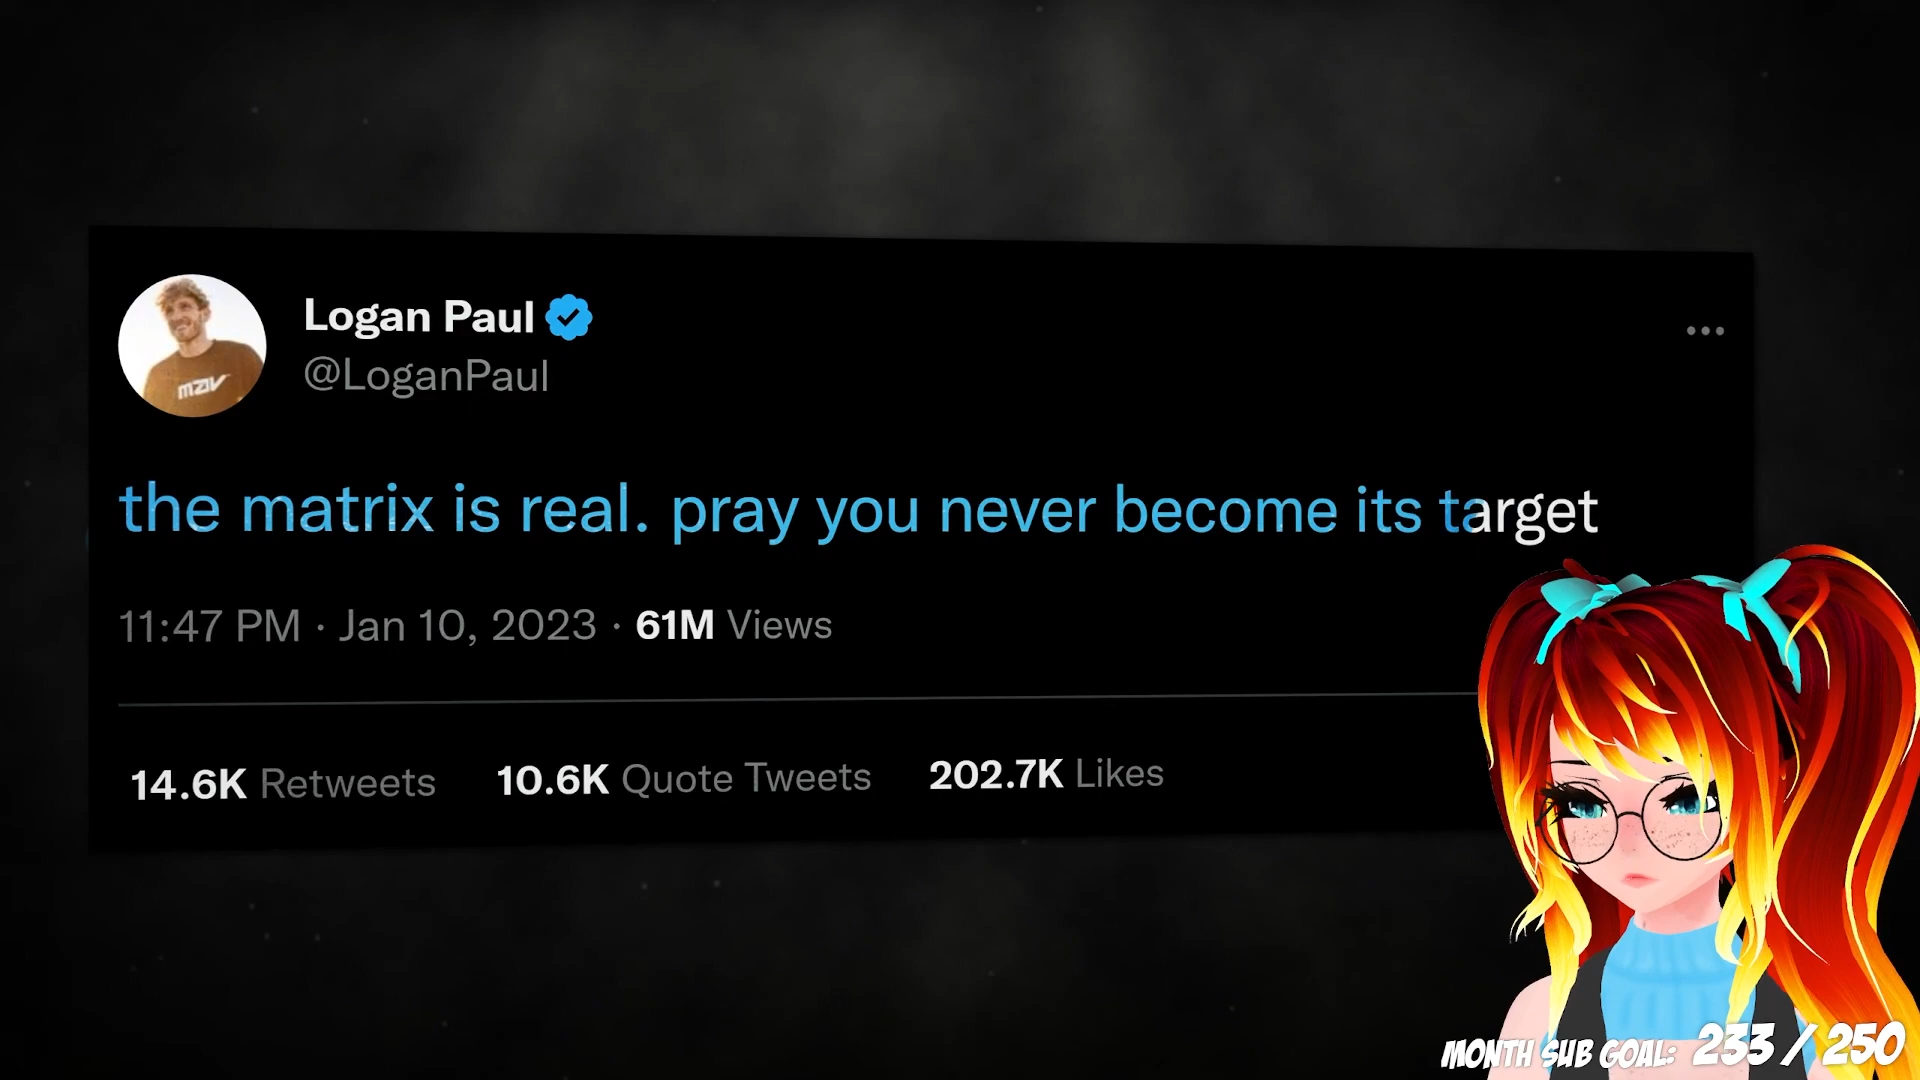 Logan Paul
@LoganPaul
the matrix is real. pray you never become its target
11:47 PM · Jan 10, 2023 · 61M Views
14.6K Retweets 10.6K Quote Tweets 202.7K Likes
MONTH SUB GOAL: 233 / 250